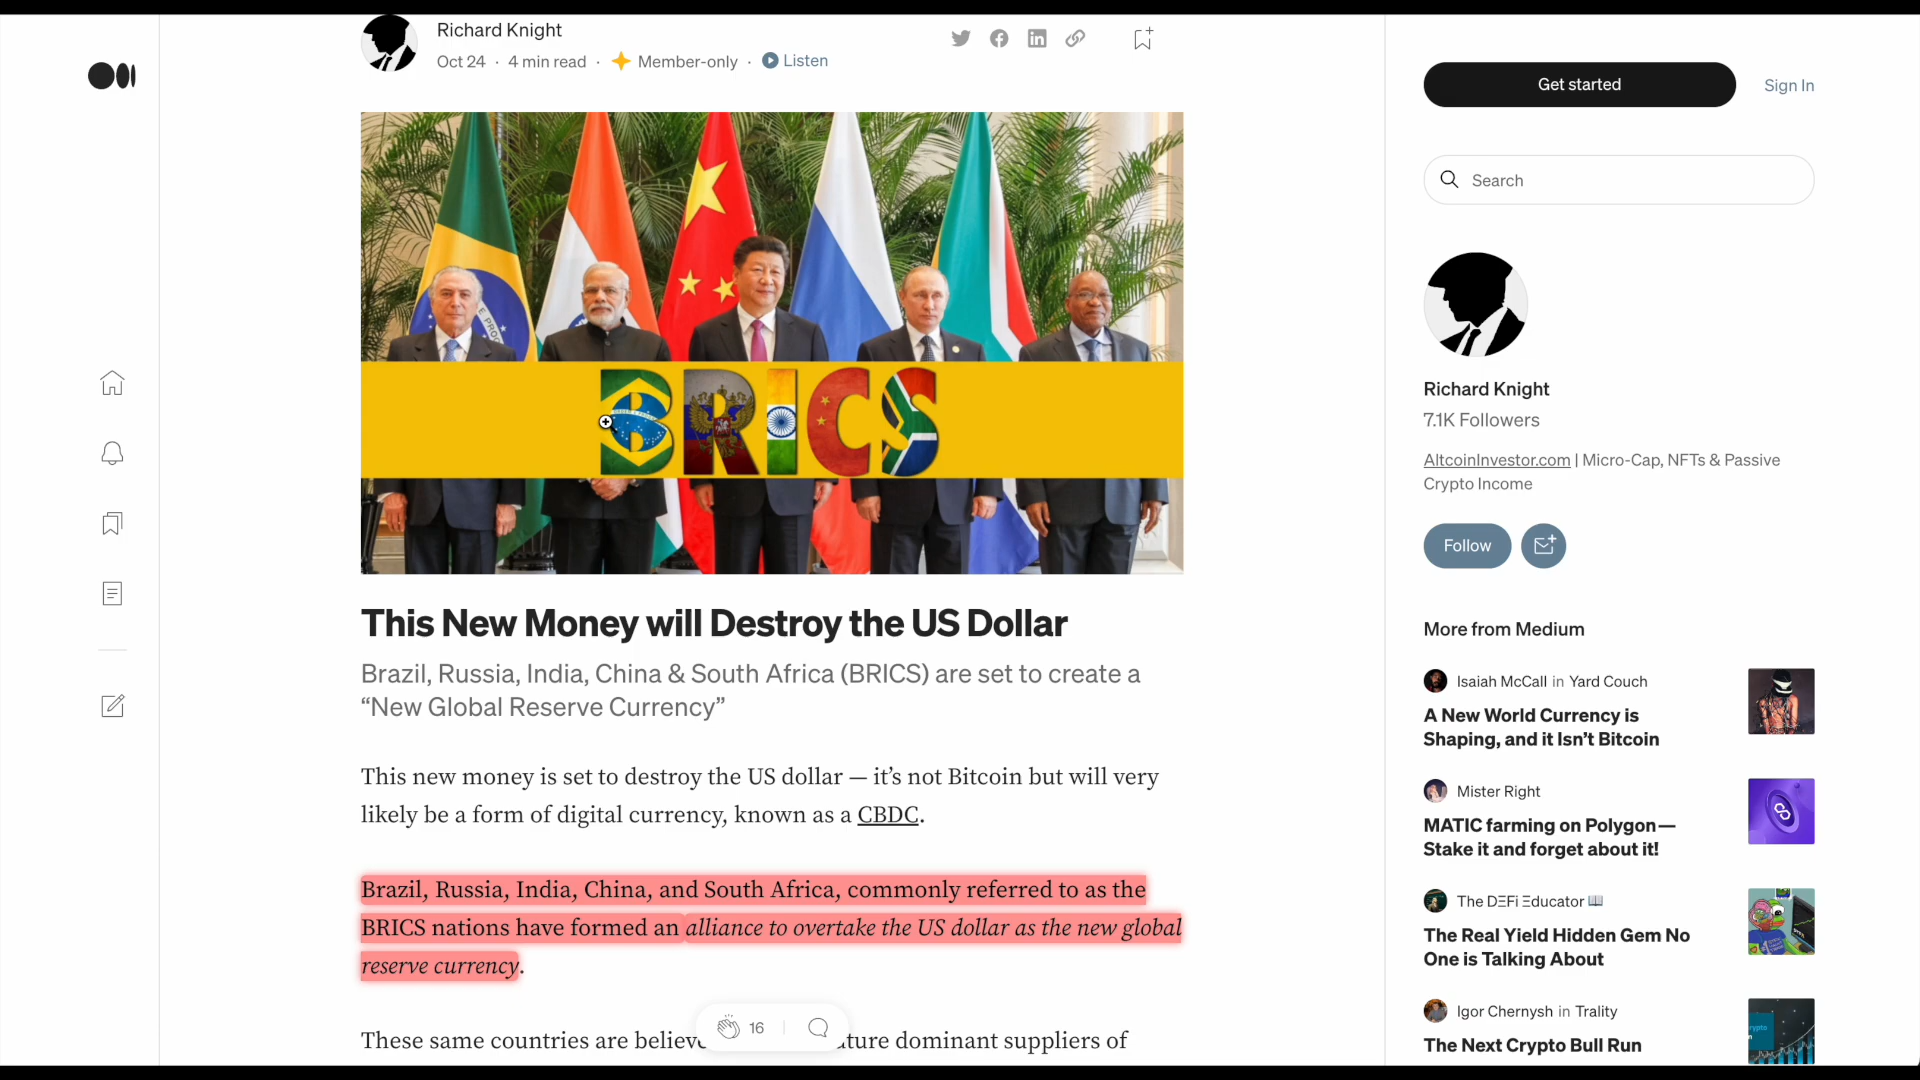 Richard Knight
Oct 24 · 4 min read · Member-only · Listen
BRICS
This New Money will Destroy the US Dollar
Brazil, Russia, India, China & South Africa (BRICS) are set to create a
“New Global Reserve Currency”
This new money is set to destroy the US dollar — it’s not Bitcoin but will very
likely be a form of digital currency, known as a CBDC.
Brazil, Russia, India, China, and South Africa, commonly referred to as the
BRICS nations have formed an alliance to overtake the US dollar as the new global
reserve currency.
16
These same countries are dominant suppliers of
Get started
Sign In
Search
Richard Knight
7.1K Followers
AltcoinInvestor.com | Micro-Cap, NFTs & Passive
Crypto Income
Follow
More from Medium
Isaiah McCall in Yard Couch
A New World Currency is
Shaping, and it Isn’t Bitcoin
Mister Right
MATIC farming on Polygon—
Stake it and forget about it!
The DΞFi Ξducator
The Real Yield Hidden Gem No
One is Talking About
Igor Chernysh in Trality
The Next Crypto Bull Run